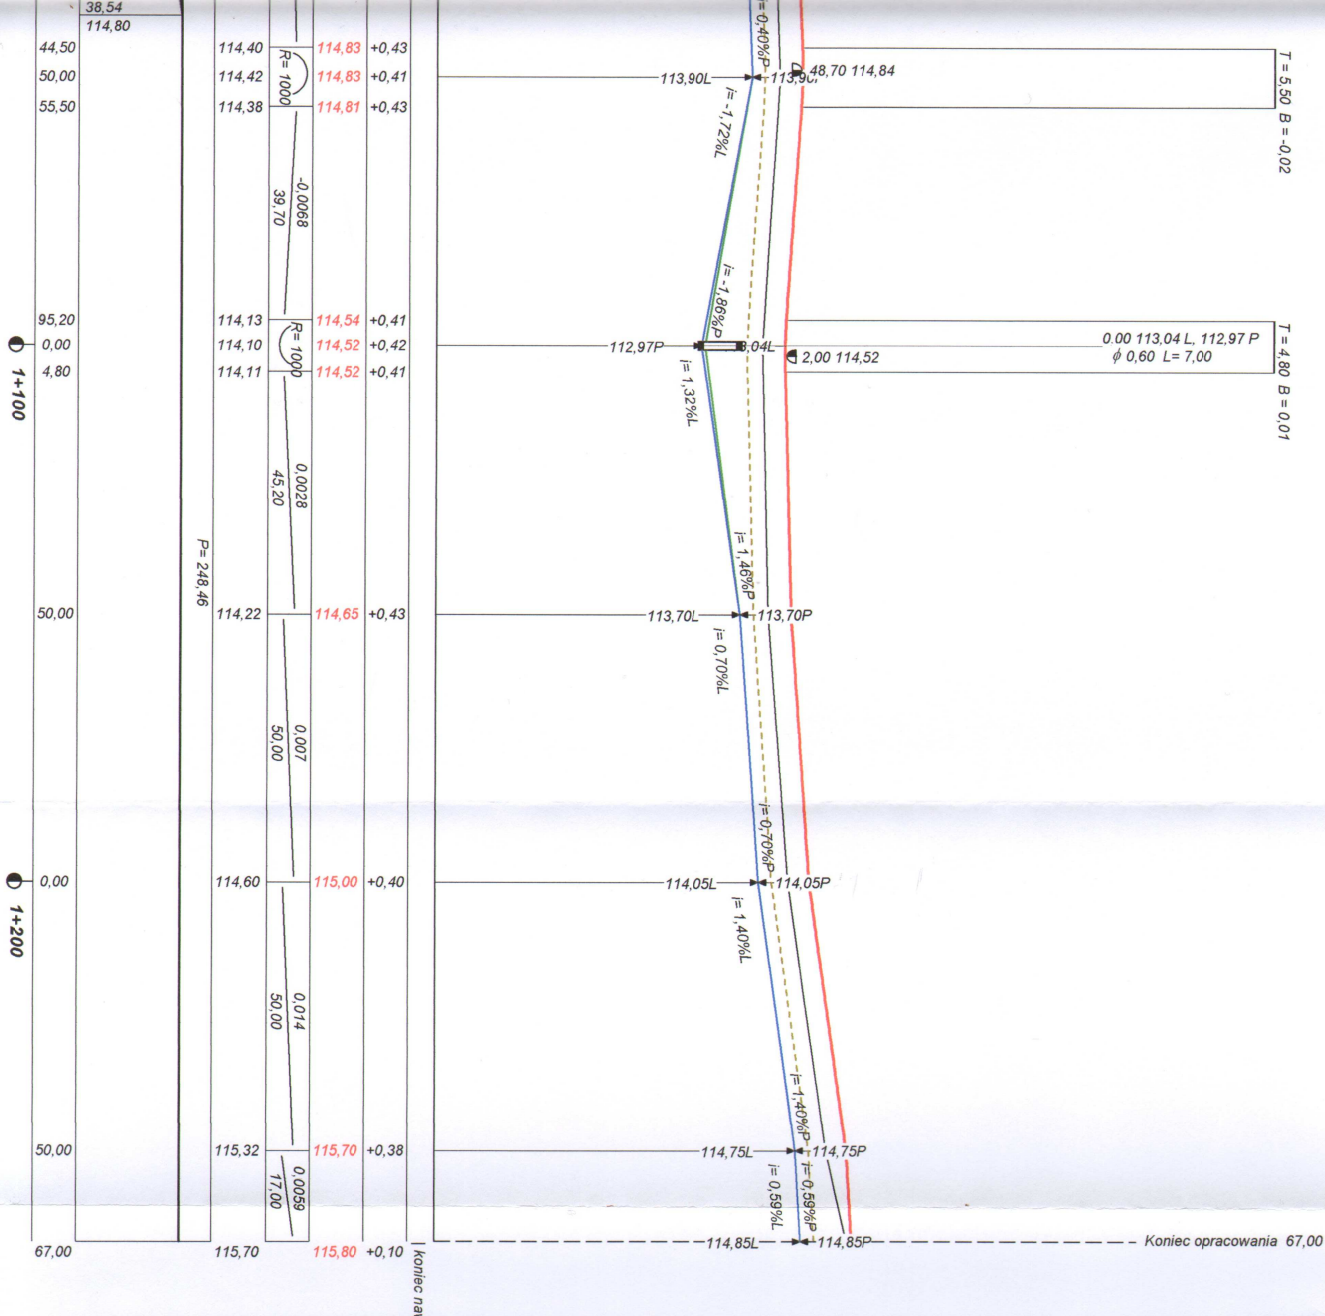 38,54
114,80
44,50 114,40 114,83 +0,43
50,00 114,42 114,83 +0,41
55,50 114,38 114,81 +0,43
R= 1000
113,90L
i= 0,40%P
48,70 114,84
T = 5,50 B = -0,02
i= -1,72%L
-0,0068
39,70
i= -1,86%P
95,20 114,13 114,54 +0,41
0,00 114,10 114,52 +0,42
4,80 114,11 114,52 +0,41
R= 1000
1+100
112,97P
2,00 114,52
0.00 113,04 L, 112,97 P
ϕ 0,60 L= 7,00
T = 4,80 B = 0,01
i= 1,32%L
0,0028
45,20
P= 248,46
i= 1,46%P
50,00 114,22 114,65 +0,43
113,70L 113,70P
i= 0,70%L
0,007
50,00
i= 0,70%P
0,00 114,60 115,00 +0,40
114,05L 114,05P
1+200
i= 1,40%L
0,014
50,00
i= 1,40%P
50,00 115,32 115,70 +0,38
114,75L 114,75P
0,0059
17,00
i= 0,59%L
i= 0,59%P
67,00 115,70 115,80 +0,10
koniec
114,85L 114,85P
Koniec opracowania 67,00